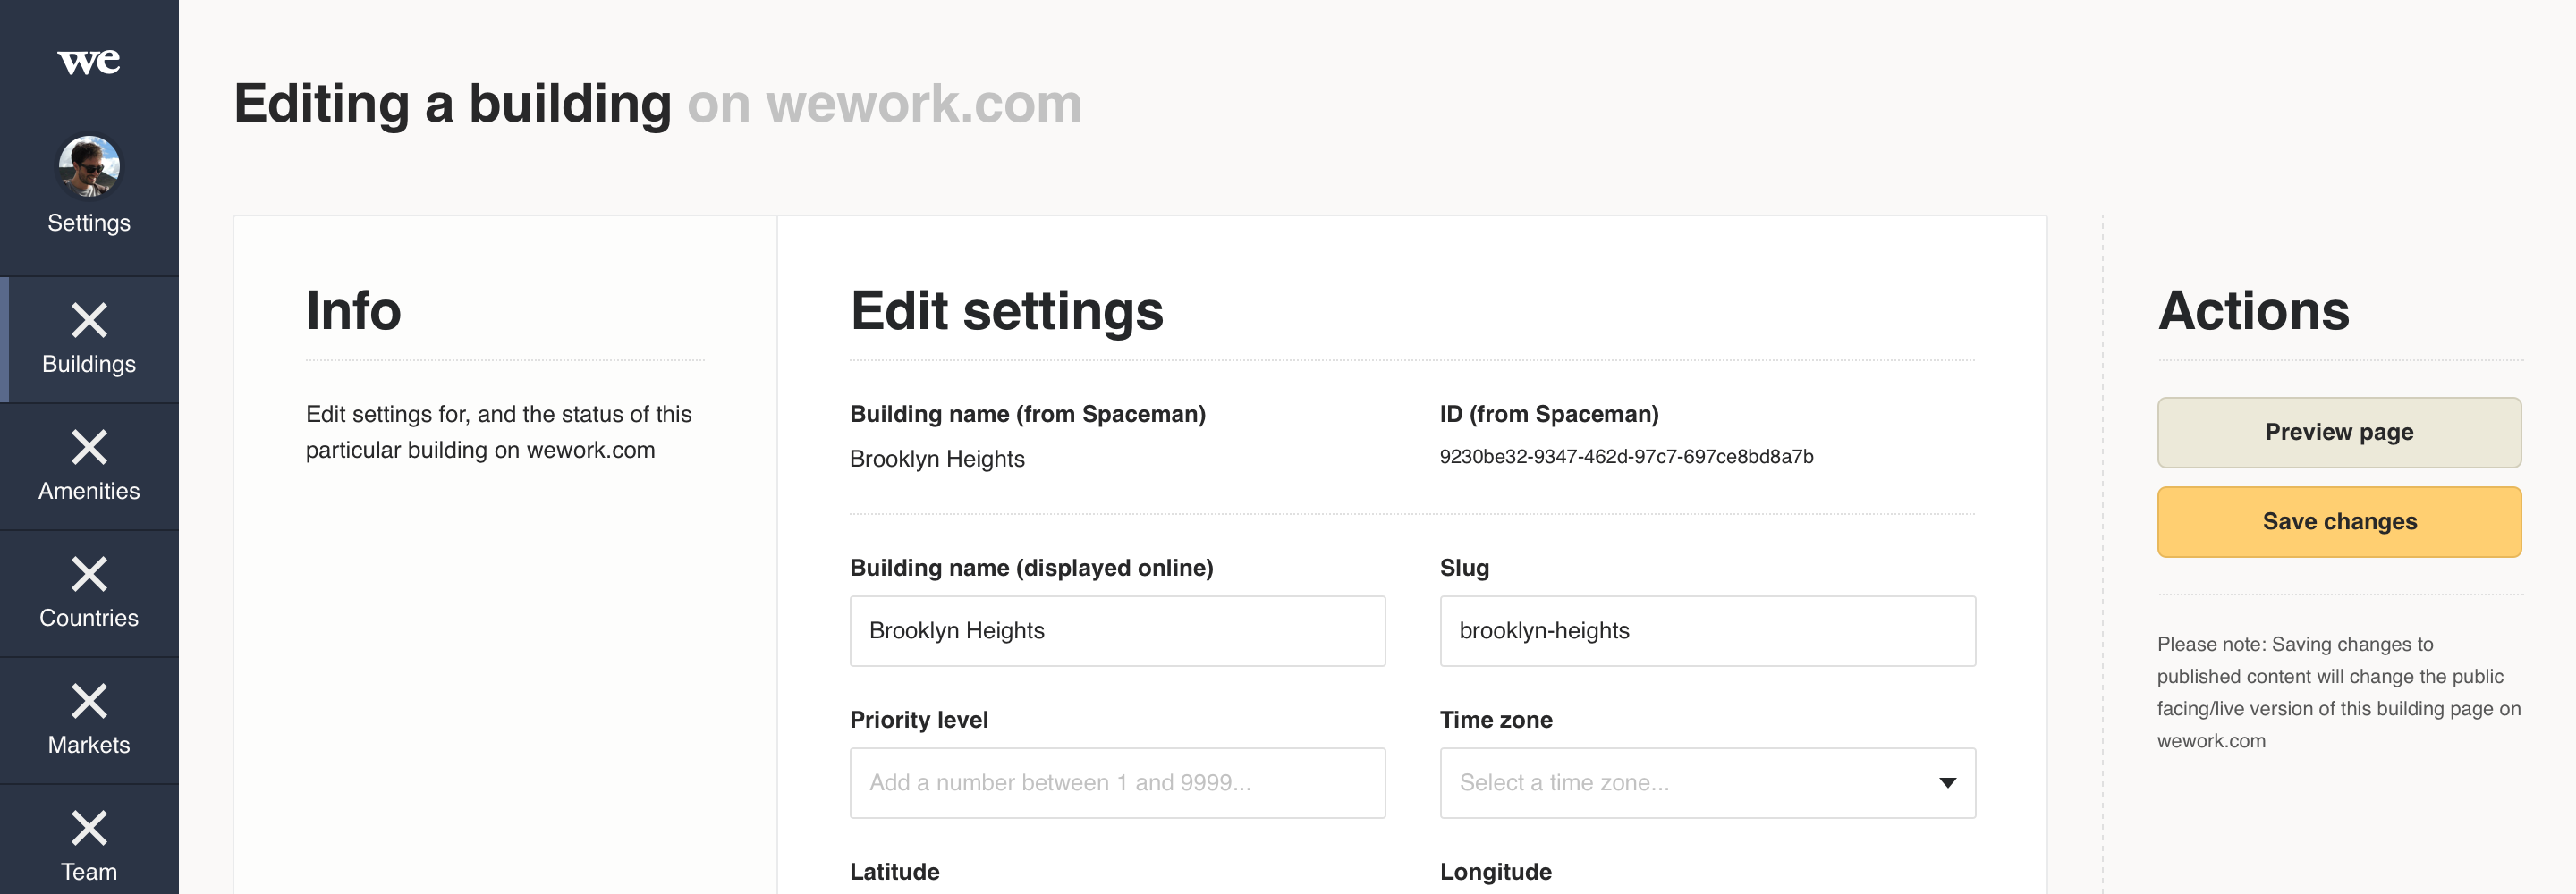 we
Settings
Buildings
Amenities
Countries
Markets
Team
Editing a building on wework.com
Info
Edit settings for, and the status of this
particular building on wework.com
Edit settings
Building name (from Spaceman)
Brooklyn Heights
ID (from Spaceman)
9230be32-9347-462d-97c7-697ce8bd8a7b
Building name (displayed online)
Brooklyn Heights
Slug
brooklyn-heights
Priority level
Add a number between 1 and 9999...
Time zone
Select a time zone...
Latitude
Longitude
Actions
Preview page
Save changes
Please note: Saving changes to
published content will change the public
facing/live version of this building page on
wework.com